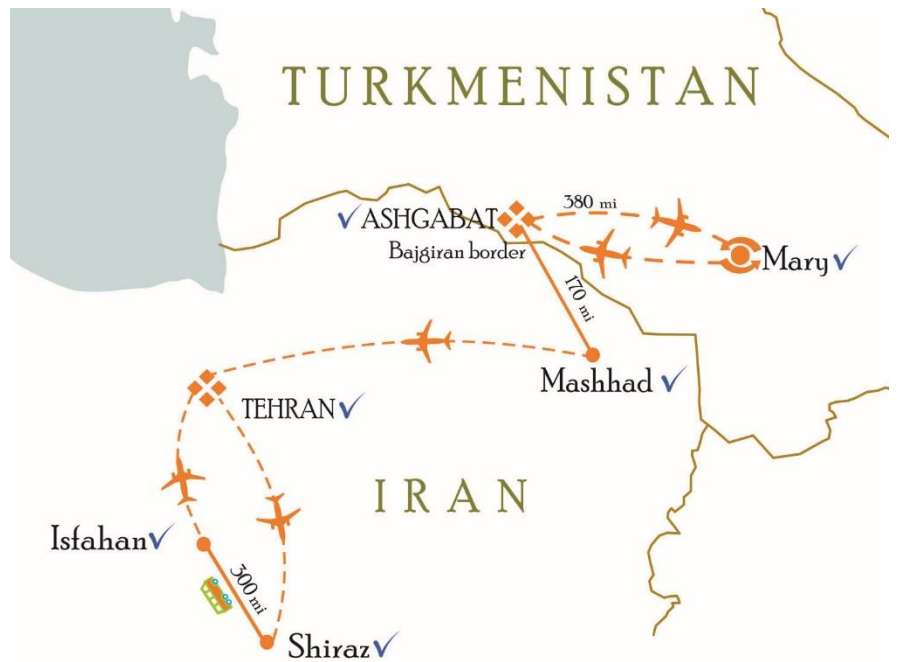 TURKMENISTAN
380 mi
ASHGABAT
Bajgiran border
Mary
170 mi
Mashhad
TEHRAN
IRAN
Isfahan
300 mi
Shiraz